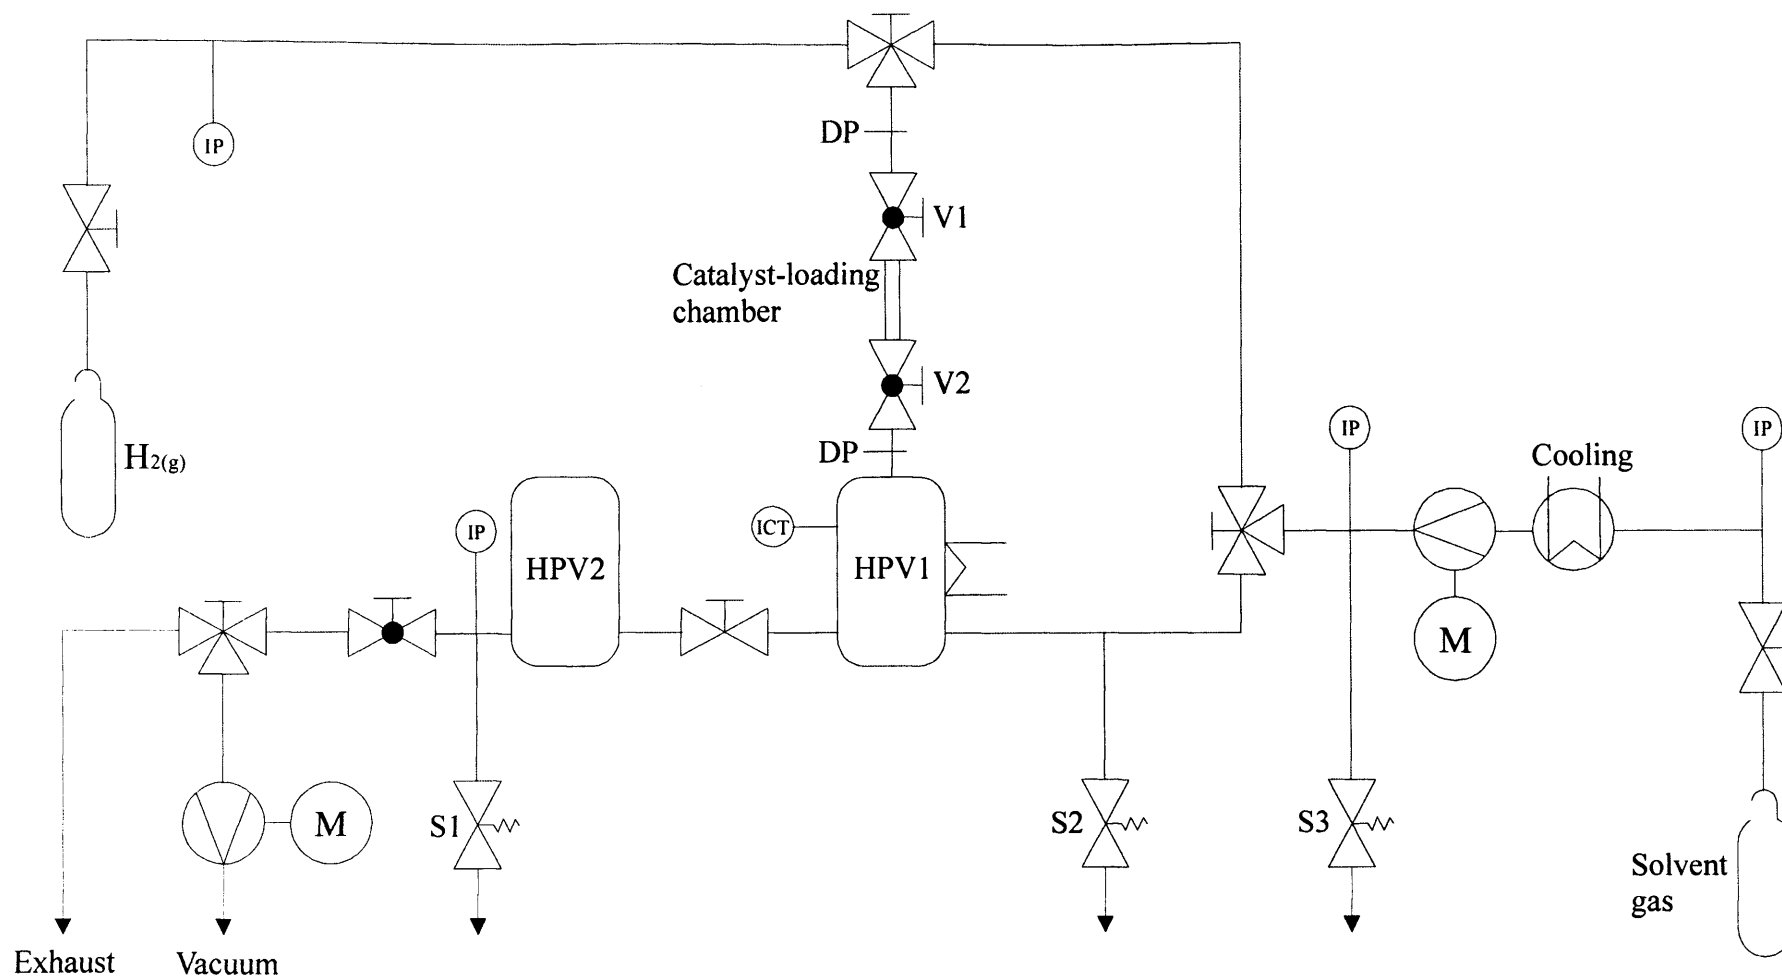 IP
DP
V1
Catalyst-loading
chamber
V2
H2(g)
DP
IP
IP
Cooling
IP
ICT
HPV2
HPV1
M
M
S1
S2
S3
Solvent
gas
Exhaust
Vacuum